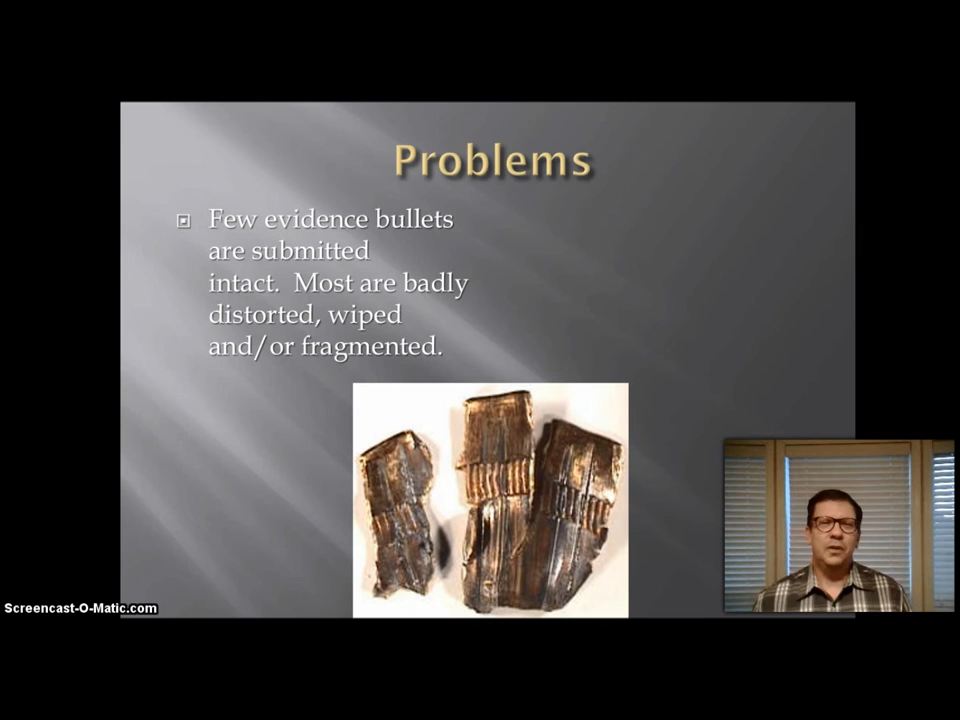 Problems
Few evidence bullets
are submitted
intact. Most are badly
distorted, wiped
and/or fragmented.
Screencast-O-Matic.com